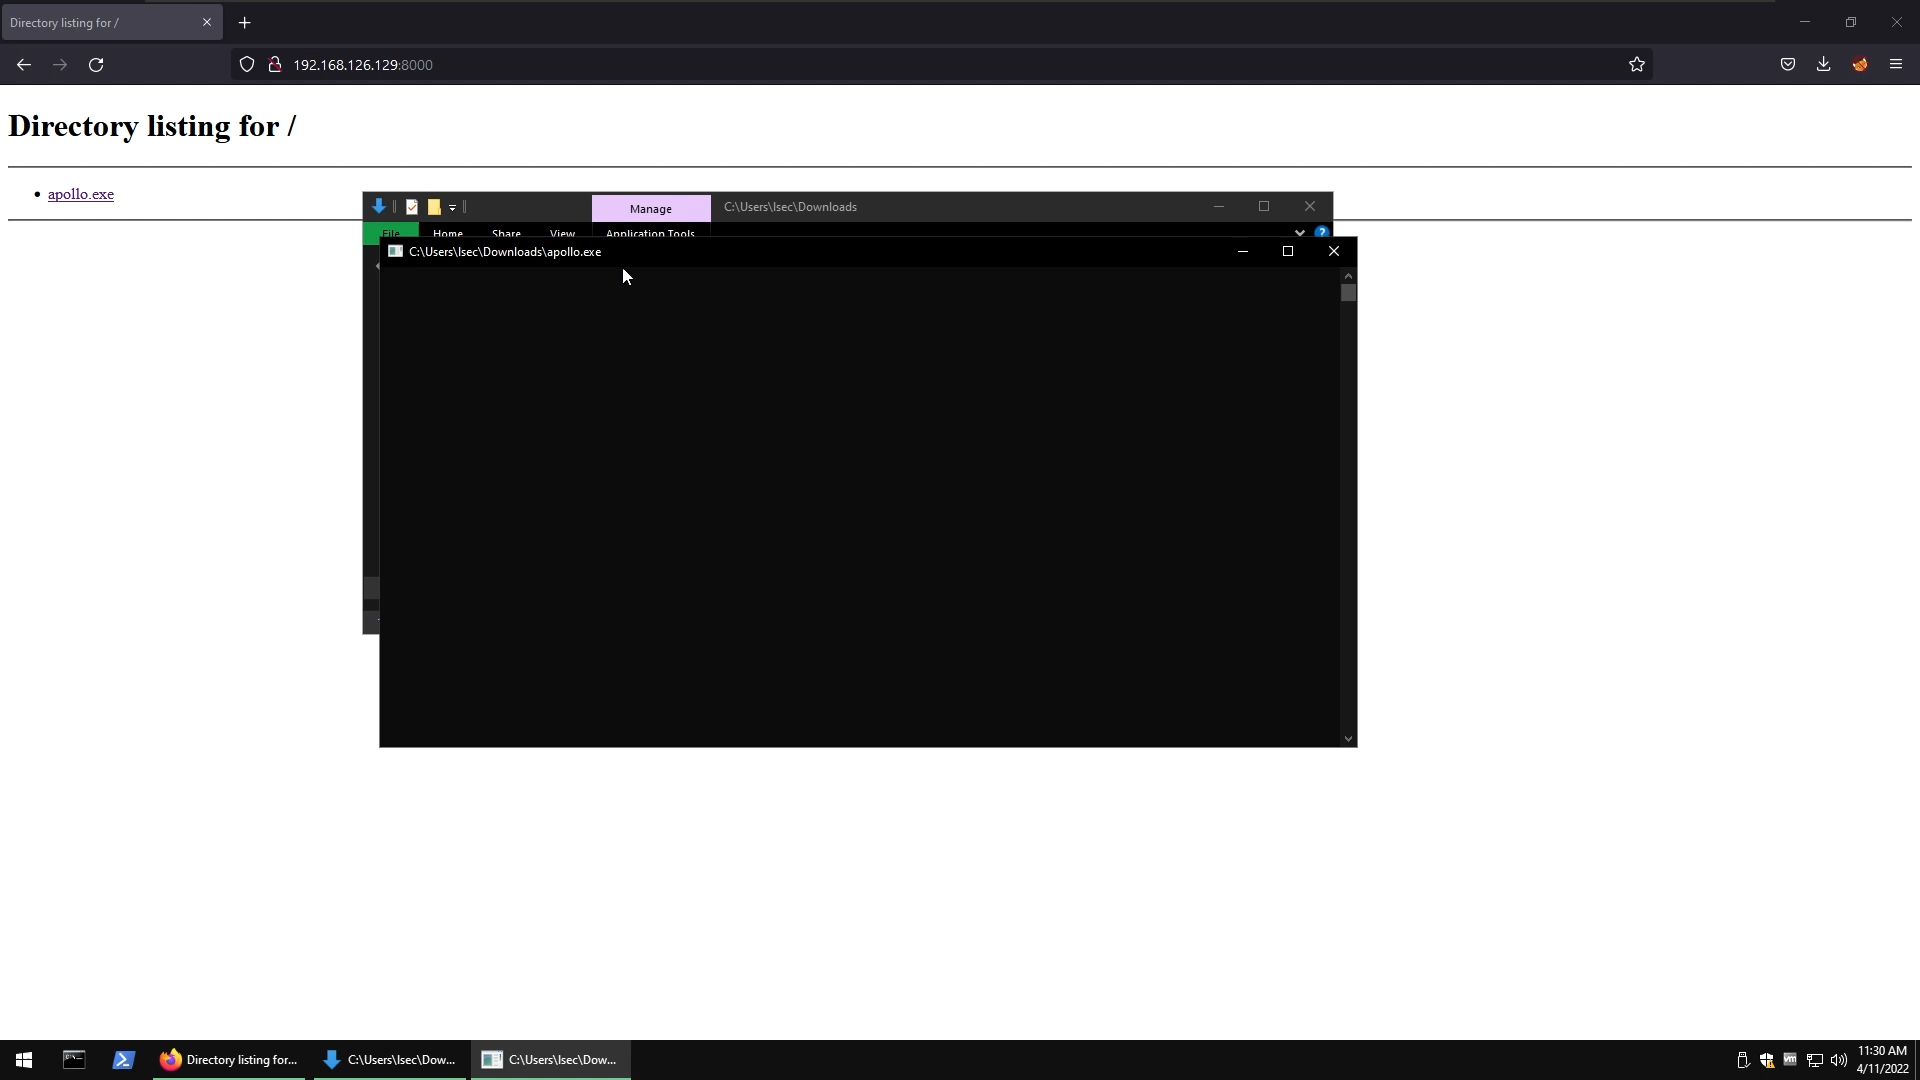 Directory listing for /
192.168.126.129:8000
Directory listing for /
apollo.exe
Manage
C:\Users\lsec\Downloads
File
Home
Share
View
Application Tools
?
C:\Users\lsec\Downloads\apollo.exe
Directory listing for...
C:\Users\lsec\Dow...
C:\Users\lsec\Dow...
vm
11:30 AM
4/11/2022